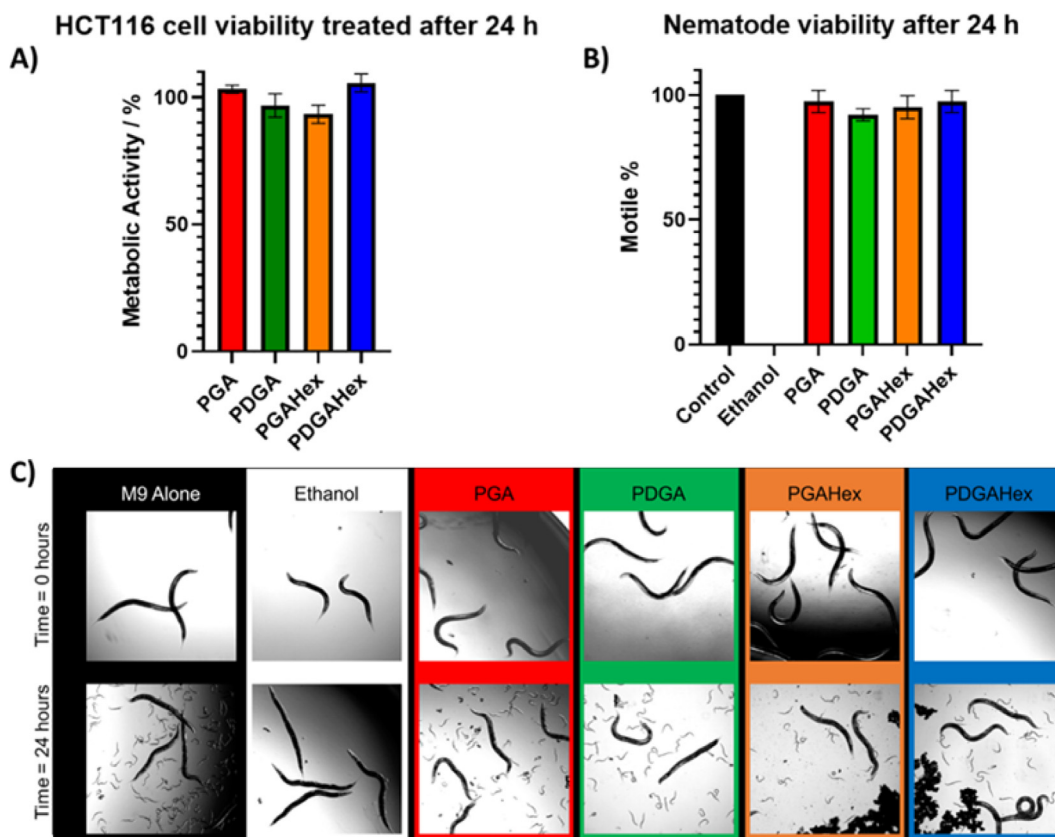 HCT116 cell viability treated after 24 h
A)
Metabolic Activity / %
100
50
0
PGA
PDGA
PGAHex
PDGAHex
Nematode viability after 24 h
B)
Motile %
100
50
0
Control
Ethanol
PGA
PDGA
PGAHex
PDGAHex
C)
M9 Alone
Ethanol
PGA
PDGA
PGAHex
PDGAHex
Time = 0 hours
Time = 24 hours